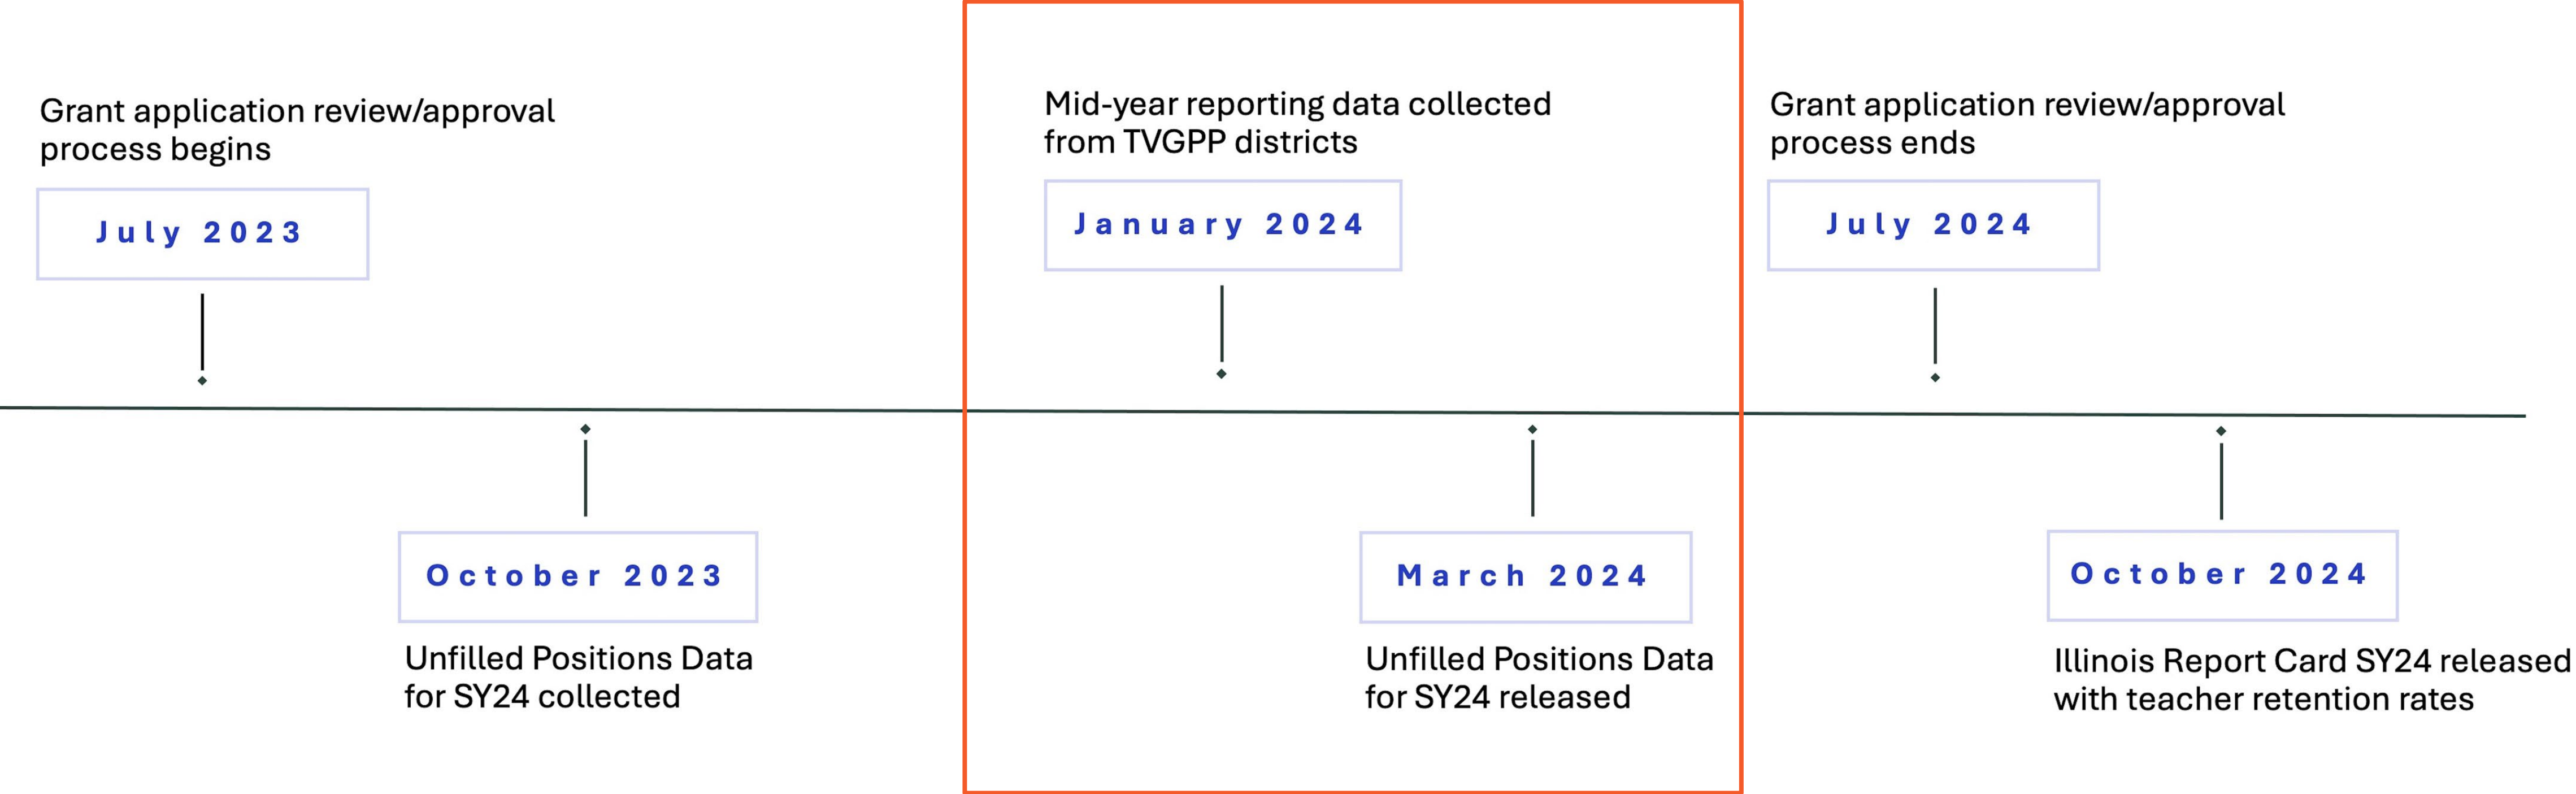 Grant application review/approval
process begins
July 2023
October 2023
Unfilled Positions Data
for SY24 collected
Mid-year reporting data collected
from TVGPP districts
January 2024
March 2024
Unfilled Positions Data
for SY24 released
Grant application review/approval
process ends
July 2024
October 2024
Illinois Report Card SY24 released
with teacher retention rates